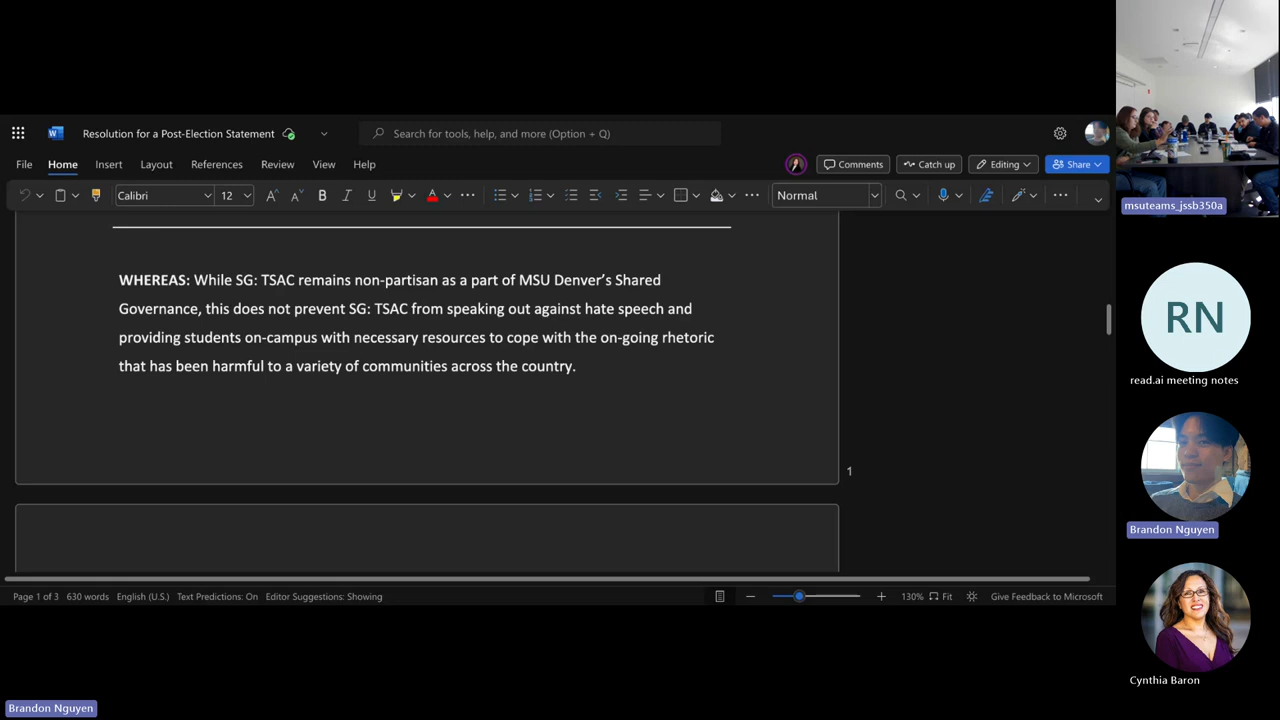 Resolution for a Post-Election Statement
Search for tools, help, and more (Option + Q)
File Home Insert Layout References Review View Help
Comments Catch up Editing Share
Calibri 12 B I U A Normal
WHEREAS: While SG: TSAC remains non-partisan as a part of MSU Denver's Shared
Governance, this does not prevent SG: TSAC from speaking out against hate speech and
providing students on-campus with necessary resources to cope with the on-going rhetoric
that has been harmful to a variety of communities across the country.
1
Page 1 of 3 630 words English (U.S.) Text Predictions: On Editor Suggestions: Showing
130% Fit Give Feedback to Microsoft
Brandon Nguyen
msuteams_jssb350a
RN
read.ai meeting notes
Brandon Nguyen
Cynthia Baron